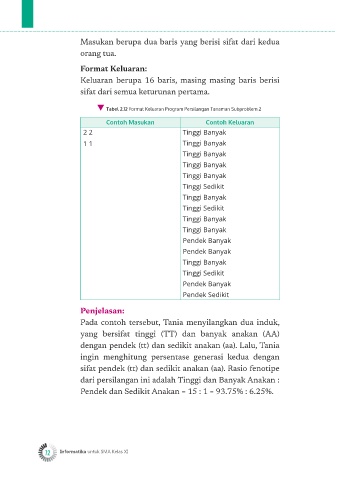 Masukan berupa dua baris yang berisi sifat dari kedua
orang tua.
Format Keluaran:
Keluaran berupa 16 baris, masing masing baris berisi
sifat dari semua keturunan pertama.
Tabel 2.12 Format Keluaran Program Persilangan Tanaman Subproblem 2
Contoh Masukan Contoh Keluaran
2 2 Tinggi Banyak
1 1 Tinggi Banyak
Tinggi Banyak
Tinggi Banyak
Tinggi Banyak
Tinggi Sedikit
Tinggi Banyak
Tinggi Sedikit
Tinggi Banyak
Tinggi Banyak
Pendek Banyak
Pendek Banyak
Tinggi Banyak
Tinggi Sedikit
Pendek Banyak
Pendek Sedikit
Penjelasan:
Pada contoh tersebut, Tania menyilangkan dua induk,
yang bersifat tinggi (TT) dan banyak anakan (AA)
dengan pendek (tt) dan sedikit anakan (aa). Lalu, Tania
ingin menghitung persentase generasi kedua dengan
sifat pendek (tt) dan sedikit anakan (aa). Rasio fenotipe
dari persilangan ini adalah Tinggi dan Banyak Anakan :
Pendek dan Sedikit Anakan = 15 : 1 = 93.75% : 6.25%.
72 Informatika untuk SMA Kelas XI